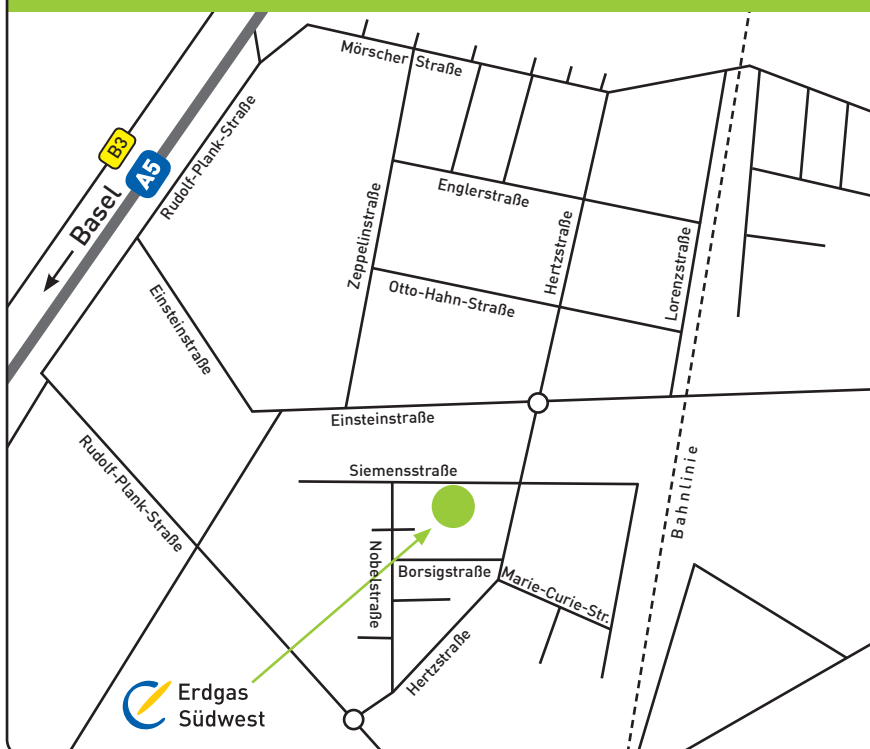 Mörscher Straße
B3
A5
Rudolf-Plank-Straße
Basel
Englerstraße
Zeppelinstraße
Hertzstraße
Lorenzstraße
Otto-Hahn-Straße
Einsteinstraße
Einsteinstraße
Rudolf-Plank-Straße
Siemensstraße
Bahnlinie
Nobelstraße
Borsigstraße
Marie-Curie-Str.
Hertzstraße
Erdgas
Südwest